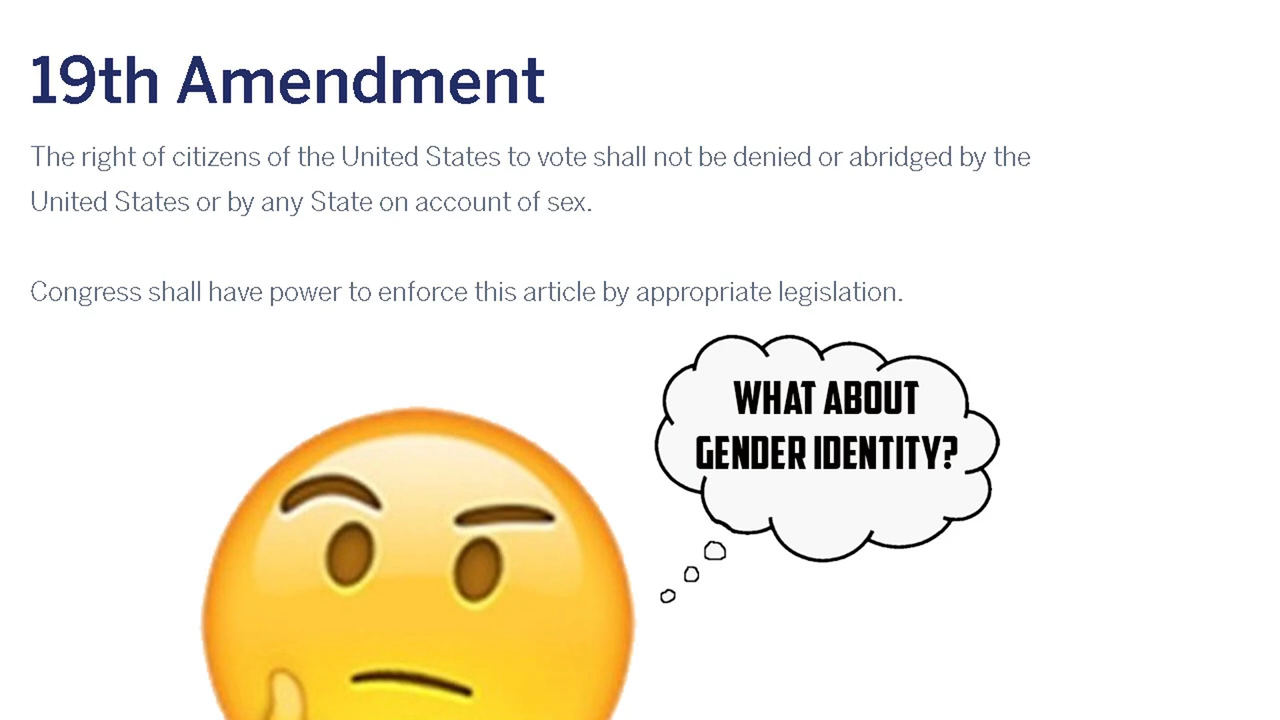 19th Amendment
The right of citizens of the United States to vote shall not be denied or abridged by the
United States or by any State on account of sex.
Congress shall have power to enforce this article by appropriate legislation.
WHAT ABOUT
GENDER IDENTITY?